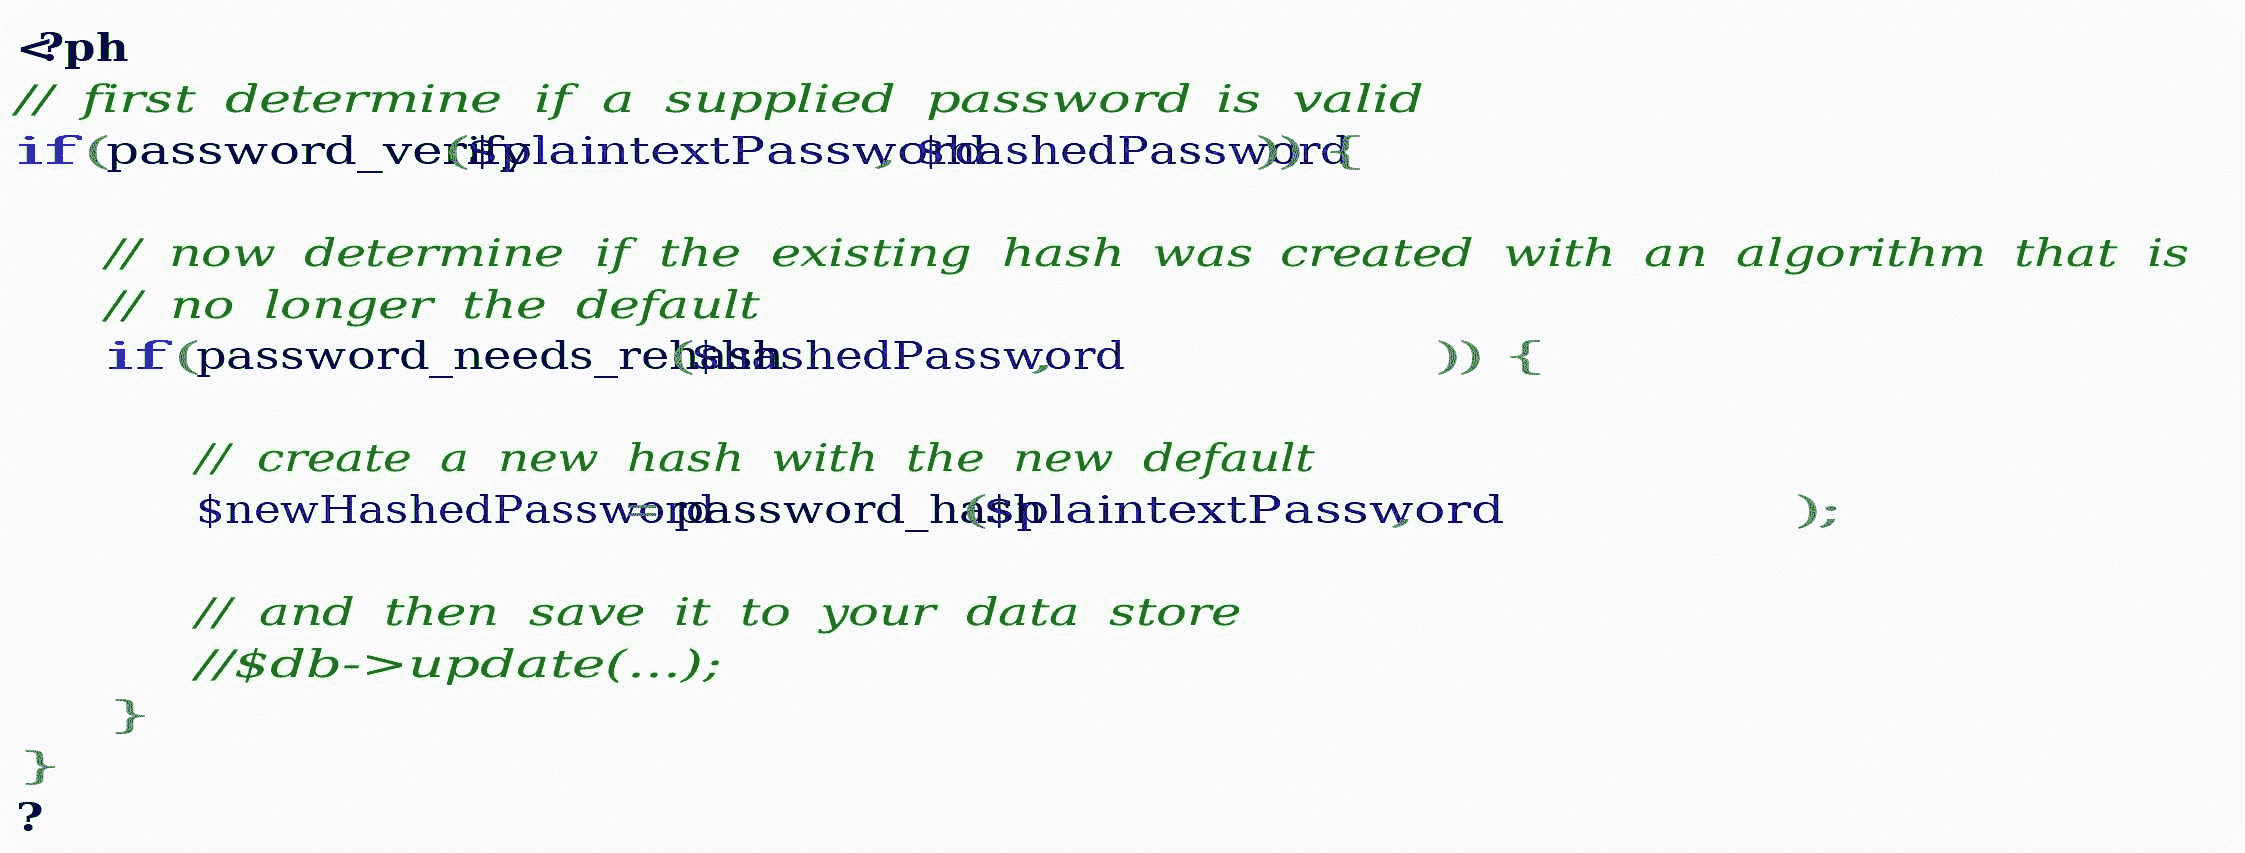 <?ph
// first determine if a supplied password is valid
if(password_verify($plaintextPassword, $hashedPassword)) {
// now determine if the existing hash was created with an algorithm that is
// no longer the default
if(password_needs_rehash($hashedPassword, )) {
// create a new hash with the new default
$newHashedPassword = password_hash($plaintextPassword, );
// and then save it to your data store
//$db->update(...);
}
}
?